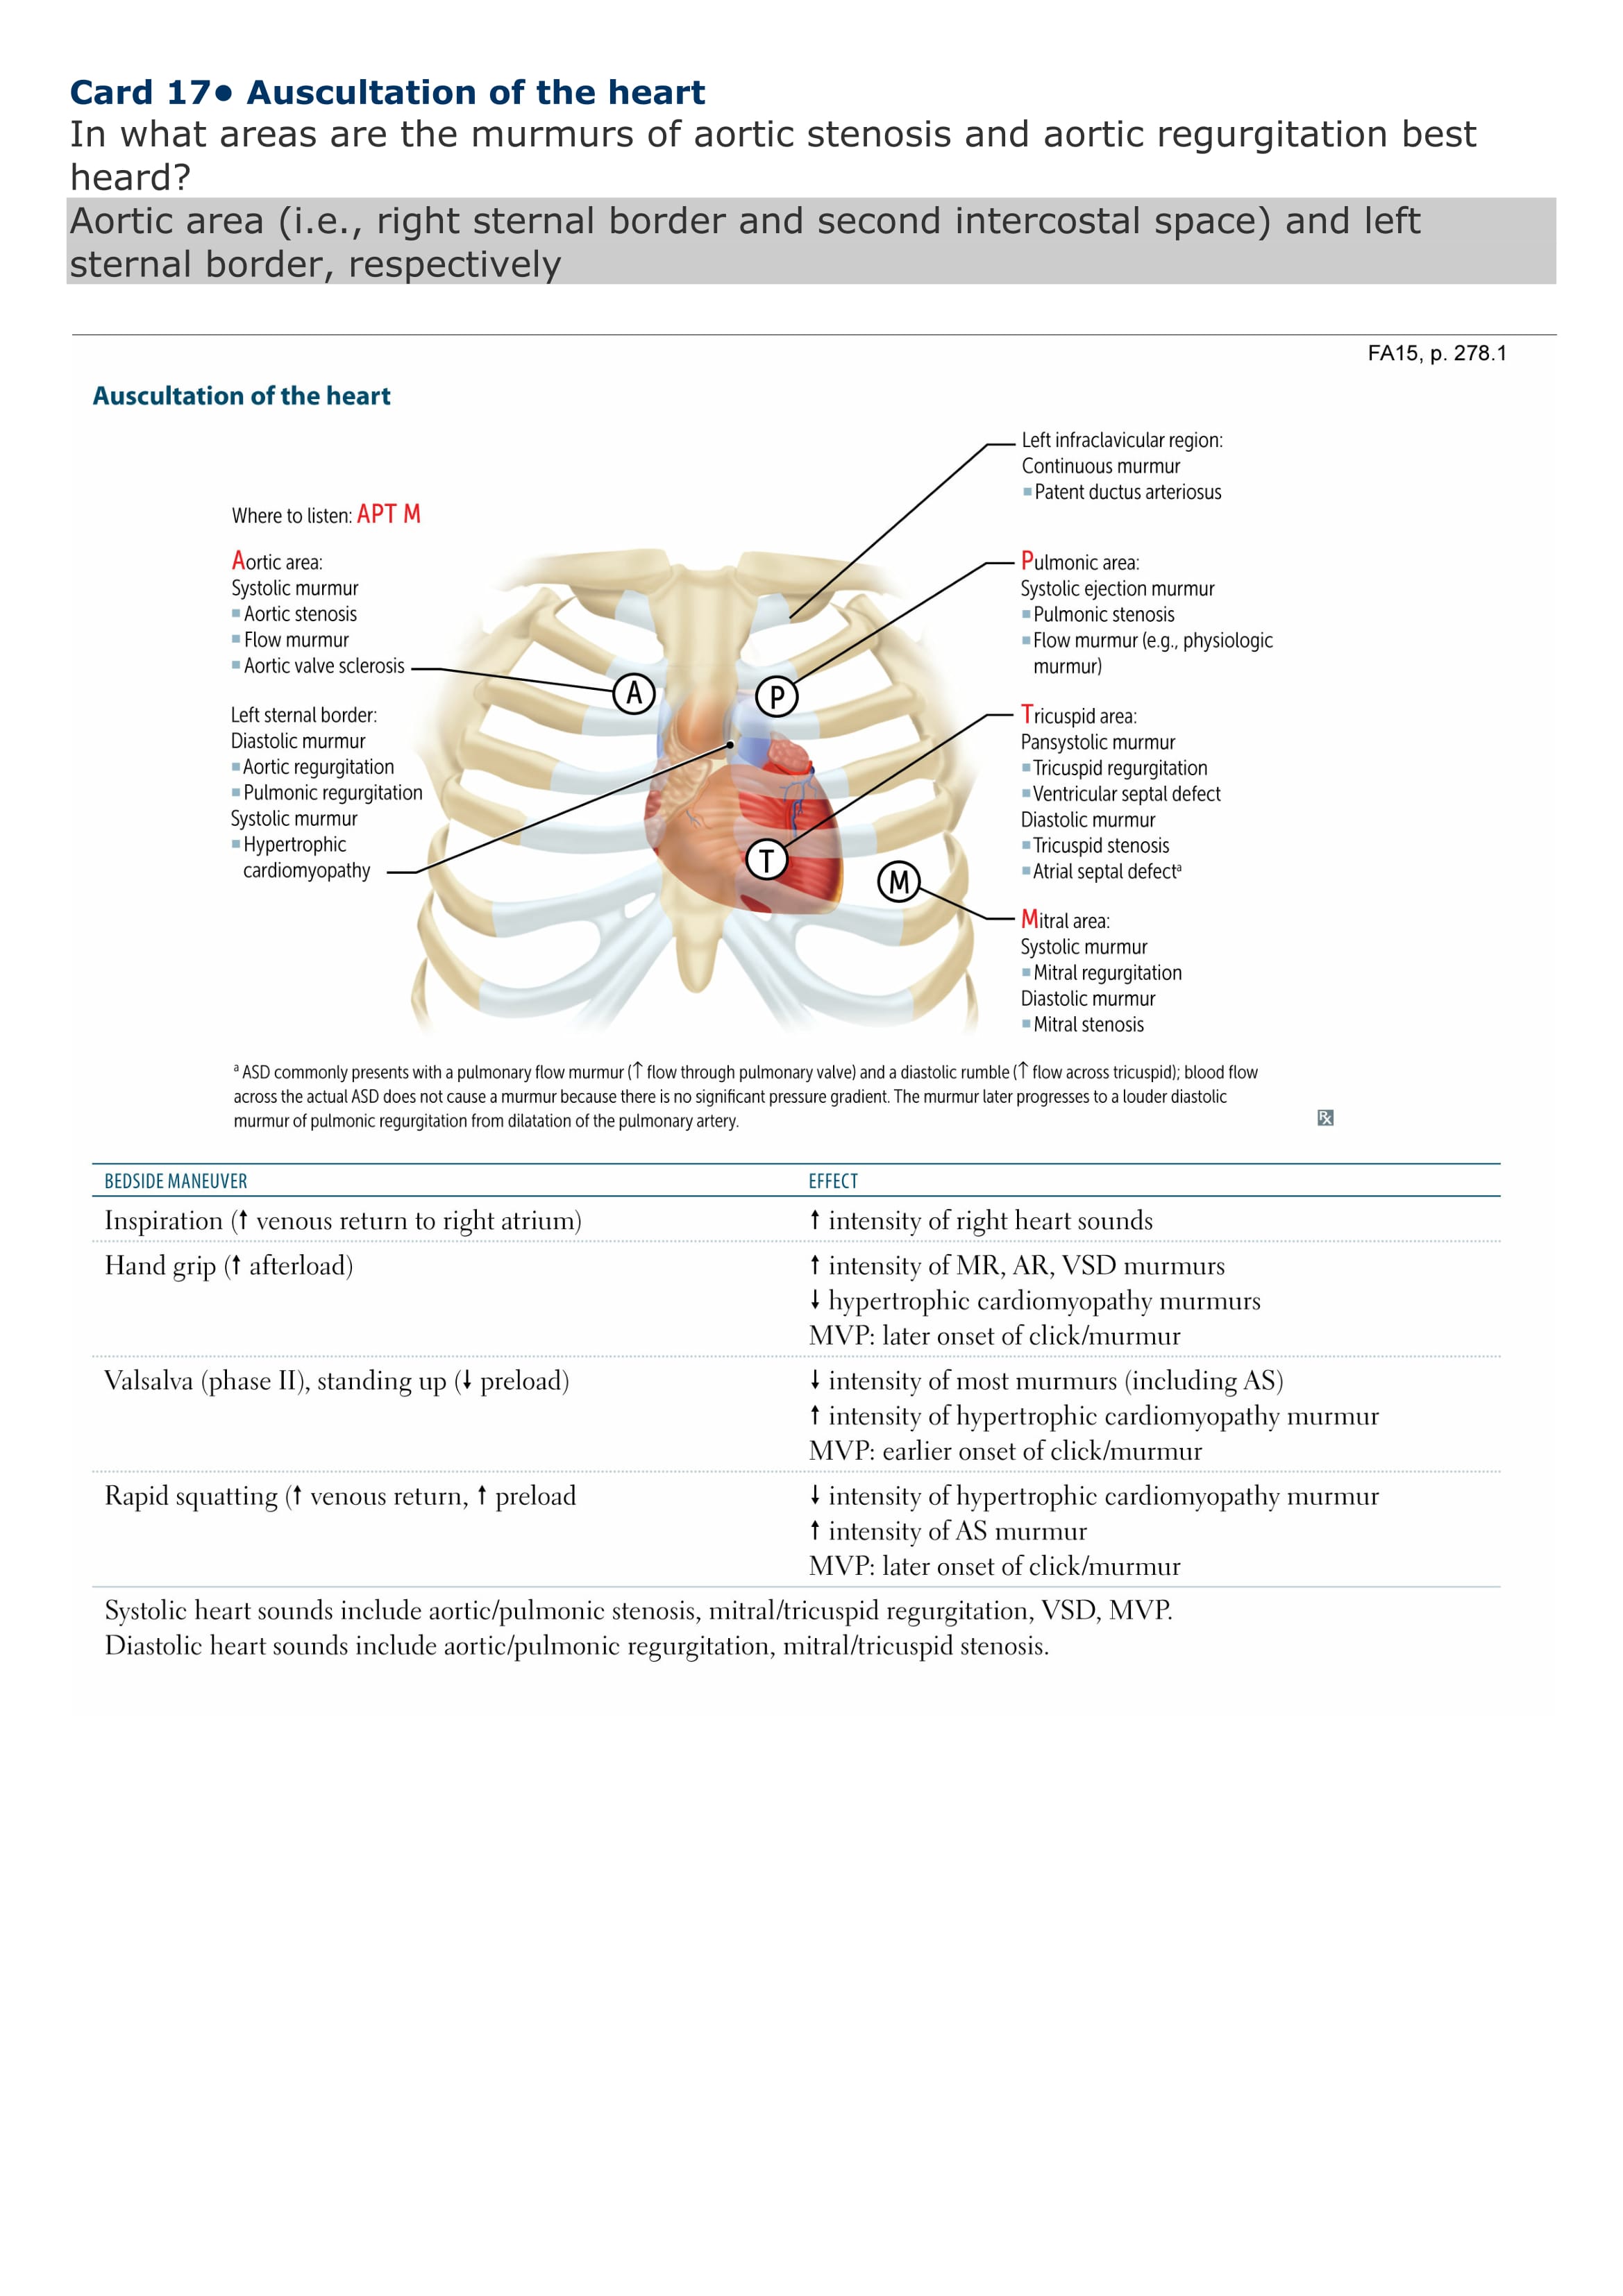 Card 17• Auscultation of the heart
In what areas are the murmurs of aortic stenosis and aortic regurgitation best
heard?
Aortic area (i.e., right sternal border and second intercostal space) and left
sternal border, respectively
FA15, p. 278.1
Auscultation of the heart
Where to listen: APT M
Aortic area:
Systolic murmur
▪ Aortic stenosis
▪ Flow murmur
▪ Aortic valve sclerosis
Left sternal border:
Diastolic murmur
▪ Aortic regurgitation
▪ Pulmonic regurgitation
Systolic murmur
▪ Hypertrophic
cardiomyopathy
A
P
T
M
Left infraclavicular region:
Continuous murmur
▪ Patent ductus arteriosus
Pulmonic area:
Systolic ejection murmur
▪ Pulmonic stenosis
▪ Flow murmur (e.g., physiologic
murmur)
Tricuspid area:
Pansystolic murmur
▪ Tricuspid regurgitation
▪ Ventricular septal defect
Diastolic murmur
▪ Tricuspid stenosis
▪ Atrial septal defectᵃ
Mitral area:
Systolic murmur
▪ Mitral regurgitation
Diastolic murmur
▪ Mitral stenosis
ᵃ ASD commonly presents with a pulmonary flow murmur (↑ flow through pulmonary valve) and a diastolic rumble (↑ flow across tricuspid); blood flow
across the actual ASD does not cause a murmur because there is no significant pressure gradient. The murmur later progresses to a louder diastolic
murmur of pulmonic regurgitation from dilatation of the pulmonary artery.
Rx
BEDSIDE MANEUVER EFFECT
Inspiration (↑ venous return to right atrium) ↑ intensity of right heart sounds
Hand grip (↑ afterload) ↑ intensity of MR, AR, VSD murmurs
↓ hypertrophic cardiomyopathy murmurs
MVP: later onset of click/murmur
Valsalva (phase II), standing up (↓ preload) ↓ intensity of most murmurs (including AS)
↑ intensity of hypertrophic cardiomyopathy murmur
MVP: earlier onset of click/murmur
Rapid squatting (↑ venous return, ↑ preload ↓ intensity of hypertrophic cardiomyopathy murmur
↑ intensity of AS murmur
MVP: later onset of click/murmur
Systolic heart sounds include aortic/pulmonic stenosis, mitral/tricuspid regurgitation, VSD, MVP.
Diastolic heart sounds include aortic/pulmonic regurgitation, mitral/tricuspid stenosis.